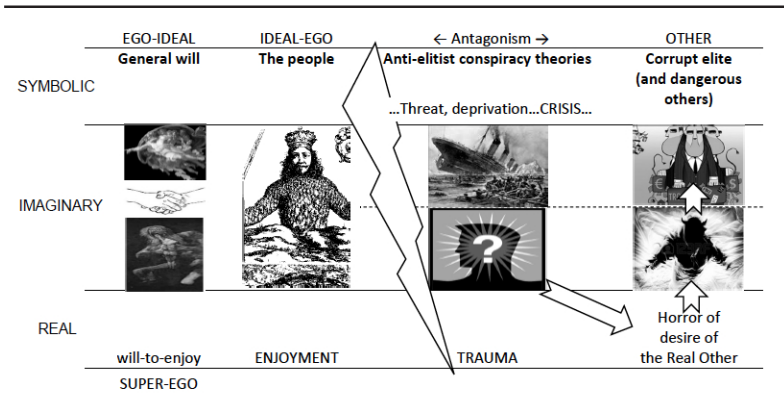 EGO-IDEAL IDEAL-EGO ← Antagonism → OTHER
General will The people Anti-elitist conspiracy theories Corrupt elite
(and dangerous
others)
SYMBOLIC
...Threat, deprivation...CRISIS...
IMAGINARY
?
REAL
Horror of
desire of
will-to-enjoy ENJOYMENT TRAUMA the Real Other
SUPER-EGO